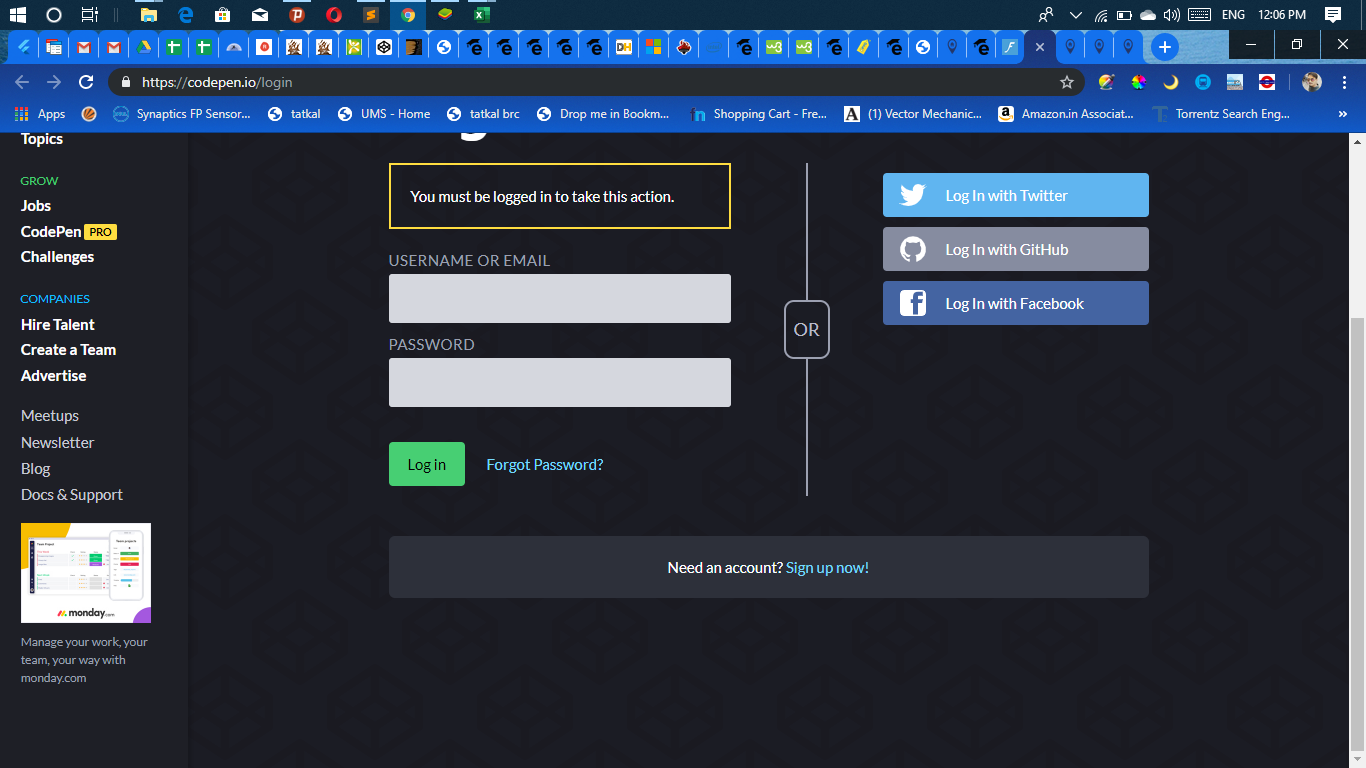 ENG
12:06 PM
https://codepen.io/login
Apps
Synaptics FP Sensor...
tatkal
UMS - Home
tatkal brc
Drop me in Bookm...
Shopping Cart - Fre...
(1) Vector Mechanic...
Amazon.in Associat...
Torrentz Search Eng...
»
Topics
GROW
Jobs
CodePen PRO
Challenges
COMPANIES
Hire Talent
Create a Team
Advertise
Meetups
Newsletter
Blog
Docs & Support
monday.com
Manage your work, your
team, your way with
monday.com
You must be logged in to take this action.
USERNAME OR EMAIL
PASSWORD
Log in
Forgot Password?
OR
Log In with Twitter
Log In with GitHub
Log In with Facebook
Need an account? Sign up now!